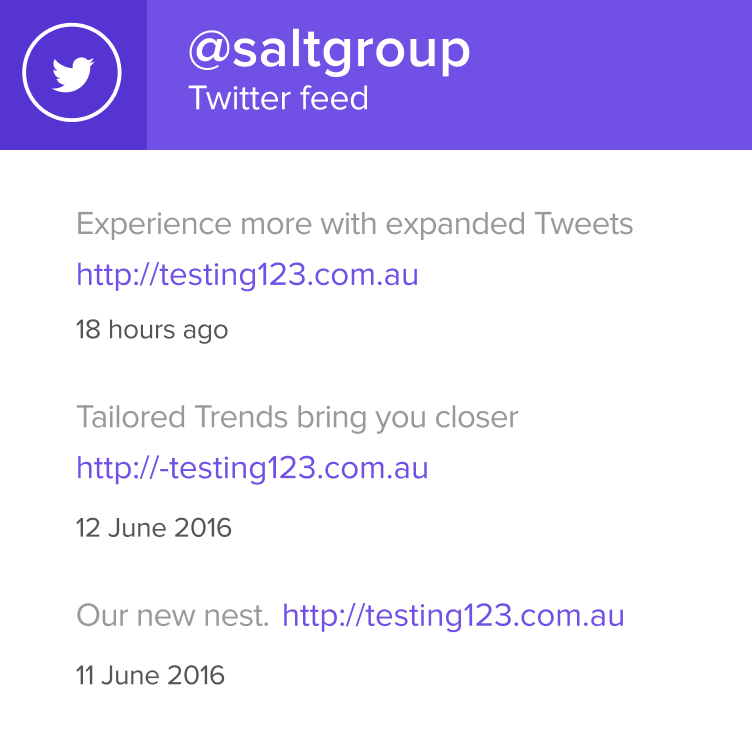 @saltgroup
Twitter feed
Experience more with expanded Tweets
http://testing123.com.au
18 hours ago
Tailored Trends bring you closer
http://-testing123.com.au
12 June 2016
Our new nest. http://testing123.com.au
11 June 2016